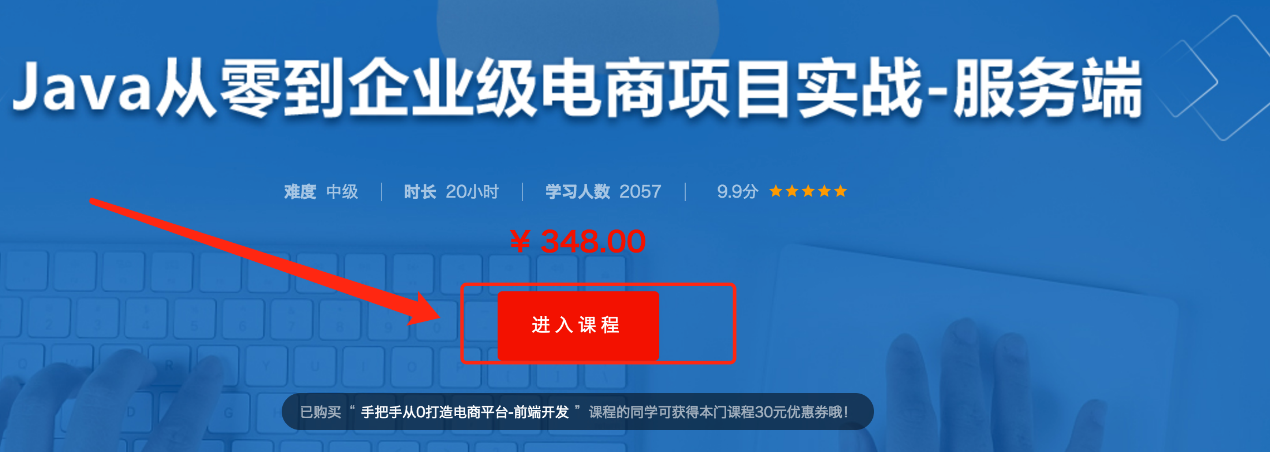 Java从零到企业级电商项目实战-服务端
难度 中级 时长 20小时 学习人数 2057 9.9分
¥ 348.00
进入课程
已购买 “ 手把手从0打造电商平台-前端开发 ” 课程的同学可获得本门课程30元优惠券哦！